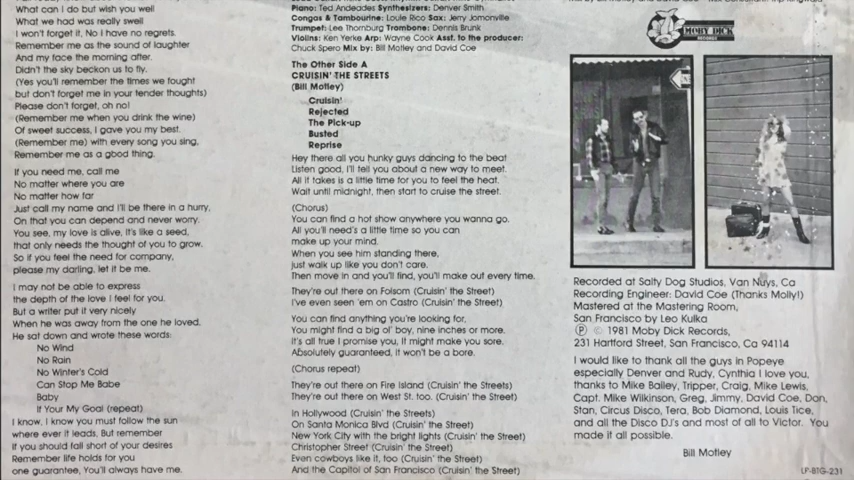 What can I do but wish you well
What we had was really swell
I won't forget it, No I have no regrets.
Remember me as the sound of laughter
And my face the morning after.
Didn't the sky beckon us to fly.
(Yes you'll remember the times we fought
but don't forget me in your tender thoughts)
Please don't forget, oh no!
(Remember me when you drink the wine)
Of sweet success, I gave you my best.
(Remember me) with every song you sing,
Remember me as a good thing.
If you need me, call me
No matter where you are
No matter how far
Just call my name and I'll be there in a hurry,
On that you can depend and never worry.
You see, my love is alive, it's like a seed,
that only needs the thought of you to grow.
So if you feel the need for company,
please my darling, let it be me.
I may not be able to express
the depth of the love I feel for you.
But a writer put it very nicely
When he was away from the one he loved.
He sat down and wrote these words:
No Wind
No Rain
No Winter's Cold
Can Stop Me Babe
Baby
If Your My Goal (repeat)
I know, I know you must follow the sun
where ever it leads, But remember
If you should fall short of your desires
Remember life holds for you
one guarantee, You'll always have me.
Piano: Ted Andeades Synthesizers: Denver Smith
Congas & Tambourine: Louie Rico Sax: Jerry Jomonville
Trumpet: Lee Thornburg Trombone: Dennis Brunk
Violins: Ken Yerke Arp: Wayne Cook Asst. to the producer:
Chuck Spero Mix by: Bill Motley and David Coe
The Other Side A
CRUISIN' THE STREETS
(Bill Motley)
Cruisin'
Rejected
The Pick-up
Busted
Reprise
Hey there all you hunky guys dancing to the beat
Listen good, I'll tell you about a new way to meet.
All it takes is a little time for you to feel the heat.
Wait until midnight, then start to cruise the street.
(Chorus)
You can find a hot show anywhere you wanna go.
All you'll need's a little time so you can
make up your mind.
When you see him standing there,
just walk up like you don't care.
Then move in and you'll find, you'll make out every time.
They're out there on Folsom (Cruisin' the Street)
I've even seen 'em on Castro (Cruisin' the Street)
You can find anything you're looking for,
You might find a big ol' boy, nine inches or more.
It's all true I promise you, It might make you sore.
Absolutely guaranteed, it won't be a bore.
(Chorus repeat)
They're out there on Fire Island (Cruisin' the Streets)
They're out there on West St. too. (Cruisin' the Streets)
In Hollywood (Cruisin' the Streets)
On Santa Monica Blvd (Cruisin' the Streets)
New York City with the bright lights (Cruisin' the Streets)
Christopher Street (Cruisin' the Streets)
Even cowboys like it, too (Cruisin' the Streets)
And the Capitol of San Francisco (Cruisin' the Streets)
MOBY DICK
RECORDS
Recorded at Salty Dog Studios, Van Nuys, Ca
Recording Engineer: David Coe (Thanks Molly!)
Mastered at the Mastering Room,
San Francisco by Leo Kulka
Ⓟ © 1981 Moby Dick Records,
231 Hartford Street, San Francisco, Ca 94114
I would like to thank all the guys in Popeye
especially Denver and Rudy, Cynthia I love you,
thanks to Mike Bailey, Tripper, Craig, Mike Lewis,
Capt. Mike Wilkinson, Greg, Jimmy, David Coe, Don,
Stan, Circus Disco, Tera, Bob Diamond, Louis Tice,
and all the Disco DJ's and most of all to Victor. You
made it all possible.
Bill Motley
LP-BTG-231